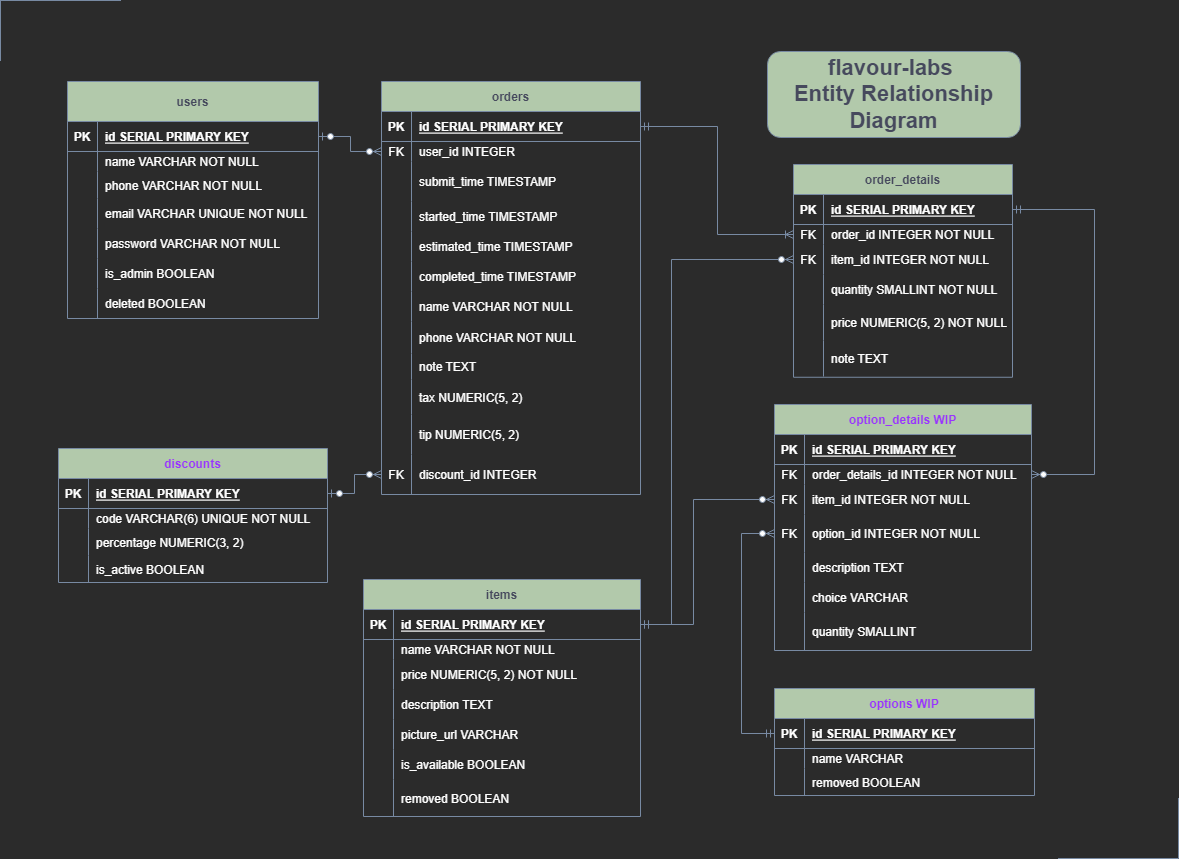 flavour-labs
Entity Relationship
Diagram
users
PK id SERIAL PRIMARY KEY
name VARCHAR NOT NULL
phone VARCHAR NOT NULL
email VARCHAR UNIQUE NOT NULL
password VARCHAR NOT NULL
is_admin BOOLEAN
deleted BOOLEAN
orders
PK id SERIAL PRIMARY KEY
FK user_id INTEGER
submit_time TIMESTAMP
started_time TIMESTAMP
estimated_time TIMESTAMP
completed_time TIMESTAMP
name VARCHAR NOT NULL
phone VARCHAR NOT NULL
note TEXT
tax NUMERIC(5, 2)
tip NUMERIC(5, 2)
FK discount_id INTEGER
order_details
PK id SERIAL PRIMARY KEY
FK order_id INTEGER NOT NULL
FK item_id INTEGER NOT NULL
quantity SMALLINT NOT NULL
price NUMERIC(5, 2) NOT NULL
note TEXT
discounts
PK id SERIAL PRIMARY KEY
code VARCHAR(6) UNIQUE NOT NULL
percentage NUMERIC(3, 2)
is_active BOOLEAN
option_details WIP
PK id SERIAL PRIMARY KEY
FK order_details_id INTEGER NOT NULL
FK item_id INTEGER NOT NULL
FK option_id INTEGER NOT NULL
description TEXT
choice VARCHAR
quantity SMALLINT
items
PK id SERIAL PRIMARY KEY
name VARCHAR NOT NULL
price NUMERIC(5, 2) NOT NULL
description TEXT
picture_url VARCHAR
is_available BOOLEAN
removed BOOLEAN
options WIP
PK id SERIAL PRIMARY KEY
name VARCHAR
removed BOOLEAN